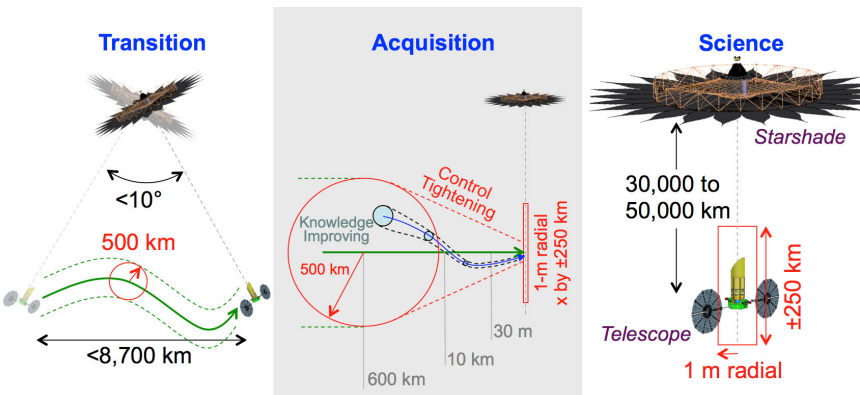 Transition
<10°
500 km
<8,700 km
Acquisition
Control
Tightening
Knowledge
Improving
500 km
1-m radial
x by ±250 km
30 m
10 km
600 km
Science
Starshade
30,000 to
50,000 km
±250 km
Telescope
1 m radial